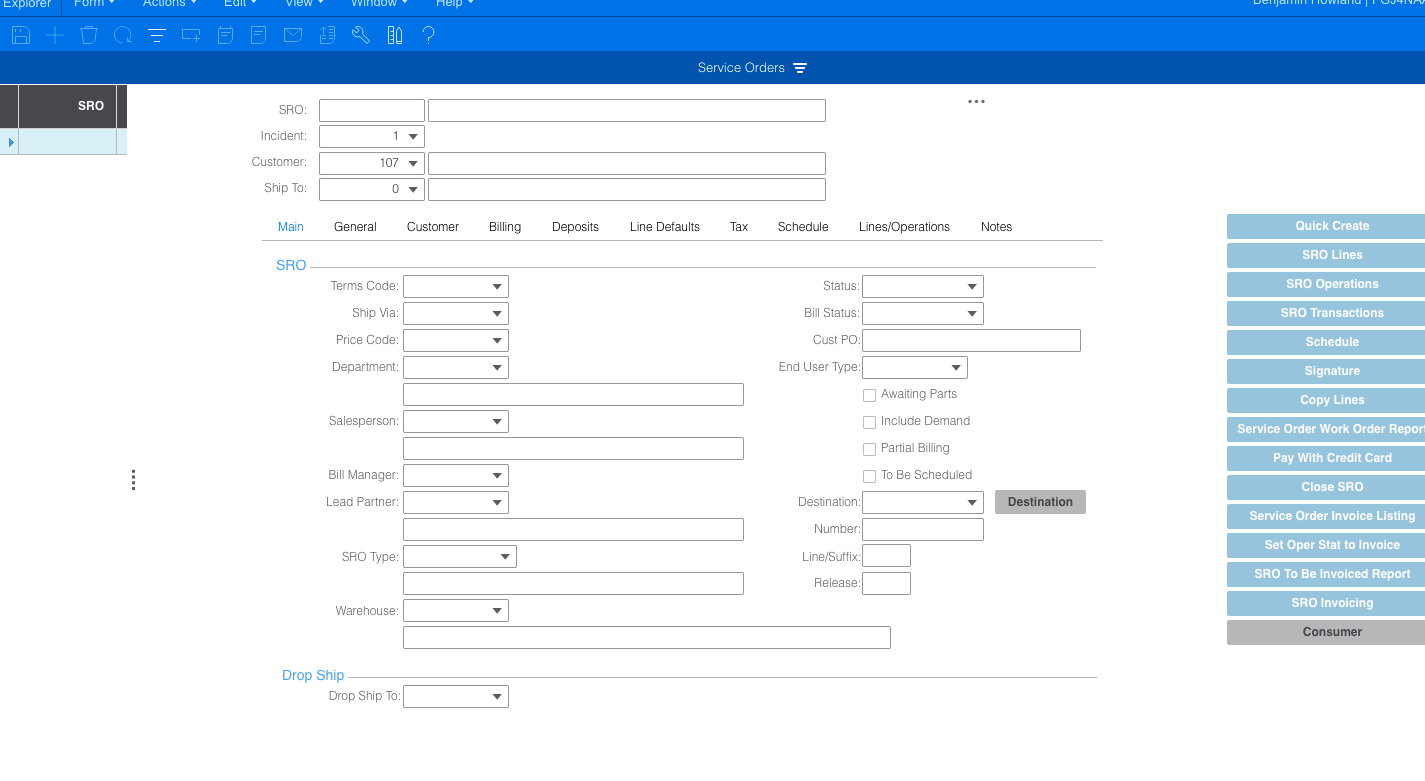 Explorer Form Actions Edit View Window Help
Service Orders
SRO
SRO:
Incident: 1
Customer: 107
Ship To: 0
Main General Customer Billing Deposits Line Defaults Tax Schedule Lines/Operations Notes
SRO
Terms Code: Status:
Ship Via: Bill Status:
Price Code: Cust PO:
Department: End User Type:
Awaiting Parts
Salesperson: Include Demand
Partial Billing
Bill Manager: To Be Scheduled
Lead Partner: Destination: Destination
Number:
SRO Type: Line/Suffix:
Release:
Warehouse:
Drop Ship
Drop Ship To:
Quick Create
SRO Lines
SRO Operations
SRO Transactions
Schedule
Signature
Copy Lines
Service Order Work Order Report
Pay With Credit Card
Close SRO
Service Order Invoice Listing
Set Oper Stat to Invoice
SRO To Be Invoiced Report
SRO Invoicing
Consumer